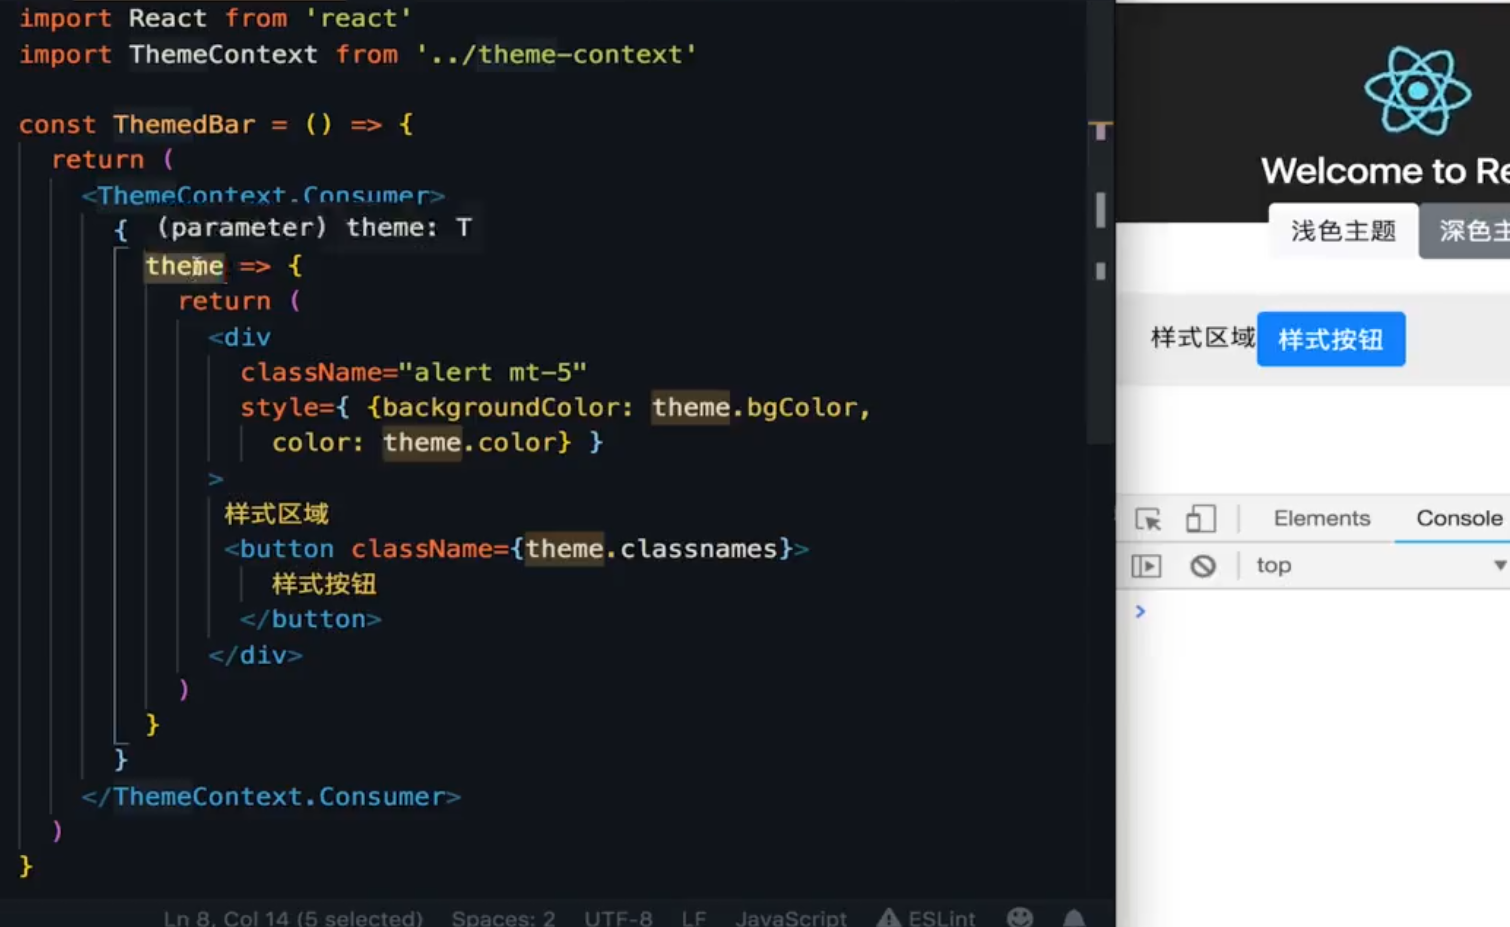 import React from 'react'
import ThemeContext from '../theme-context'
const ThemedBar = () => {
return (
<ThemeContext.Consumer>
{
(parameter) theme: T
theme => {
return (
<div
className="alert mt-5"
style={ {backgroundColor: theme.bgColor,
color: theme.color} }
>
样式区域
<button className={theme.classnames}>
样式按钮
</button>
</div>
)
}
}
</ThemeContext.Consumer>
)
}
Ln 8, Col 14 (5 selected) Spaces: 2 UTF-8 LF JavaScript ESLint
Welcome to Re
浅色主题 深色主
样式区域 样式按钮
Elements Console
top